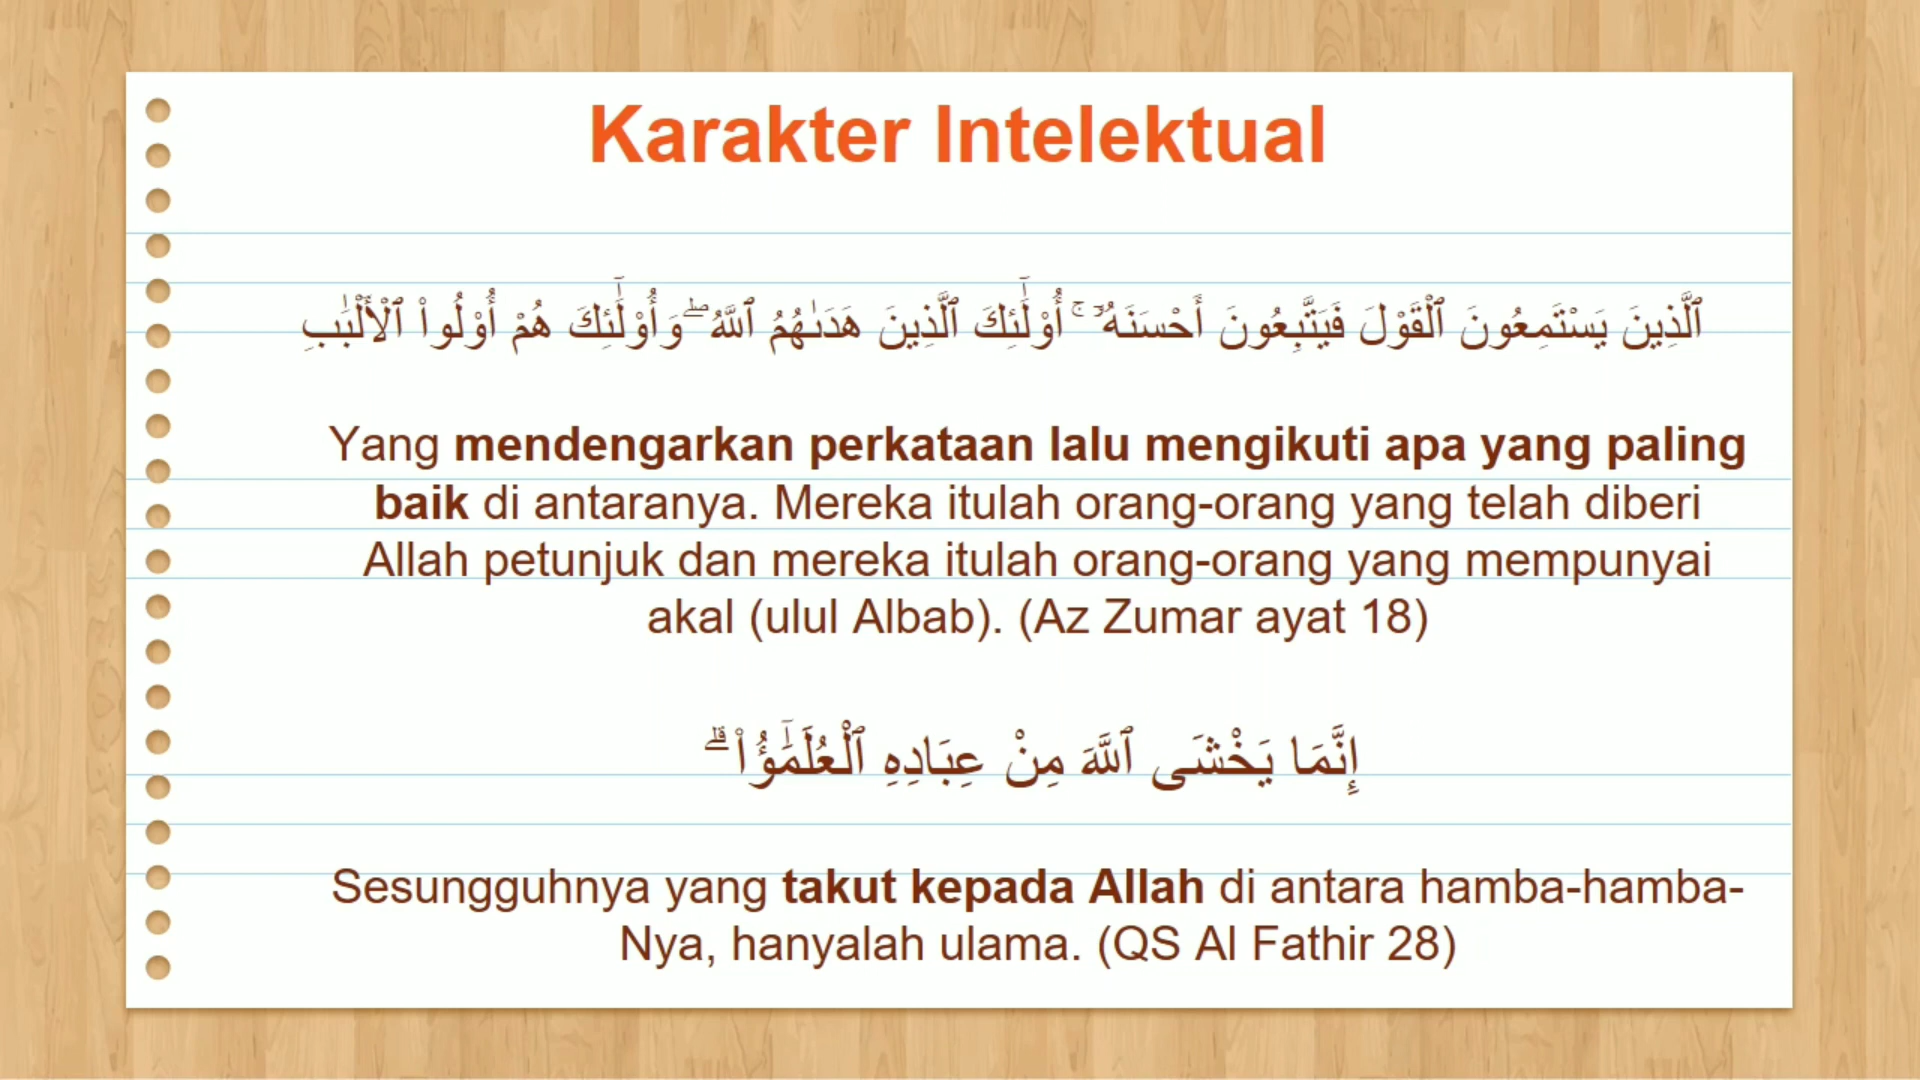 Karakter Intelektual
ٱلَّذِينَ يَسْتَمِعُونَ ٱلْقَوْلَ فَيَتَّبِعُونَ أَحْسَنَهُۥٓ ۚ أُو۟لَٰٓئِكَ ٱلَّذِينَ هَدَىٰهُمُ ٱللَّهُ ۖ وَأُو۟لَٰٓئِكَ هُمْ أُو۟لُوا۟ ٱلْأَلْبَٰبِ
Yang mendengarkan perkataan lalu mengikuti apa yang paling
baik di antaranya. Mereka itulah orang-orang yang telah diberi
Allah petunjuk dan mereka itulah orang-orang yang mempunyai
akal (ulul Albab). (Az Zumar ayat 18)
إِنَّمَا يَخْشَى ٱللَّهَ مِنْ عِبَادِهِ ٱلْعُلَمَٰٓؤُا۟ ۗ
Sesungguhnya yang takut kepada Allah di antara hamba-hamba-
Nya, hanyalah ulama. (QS Al Fathir 28)